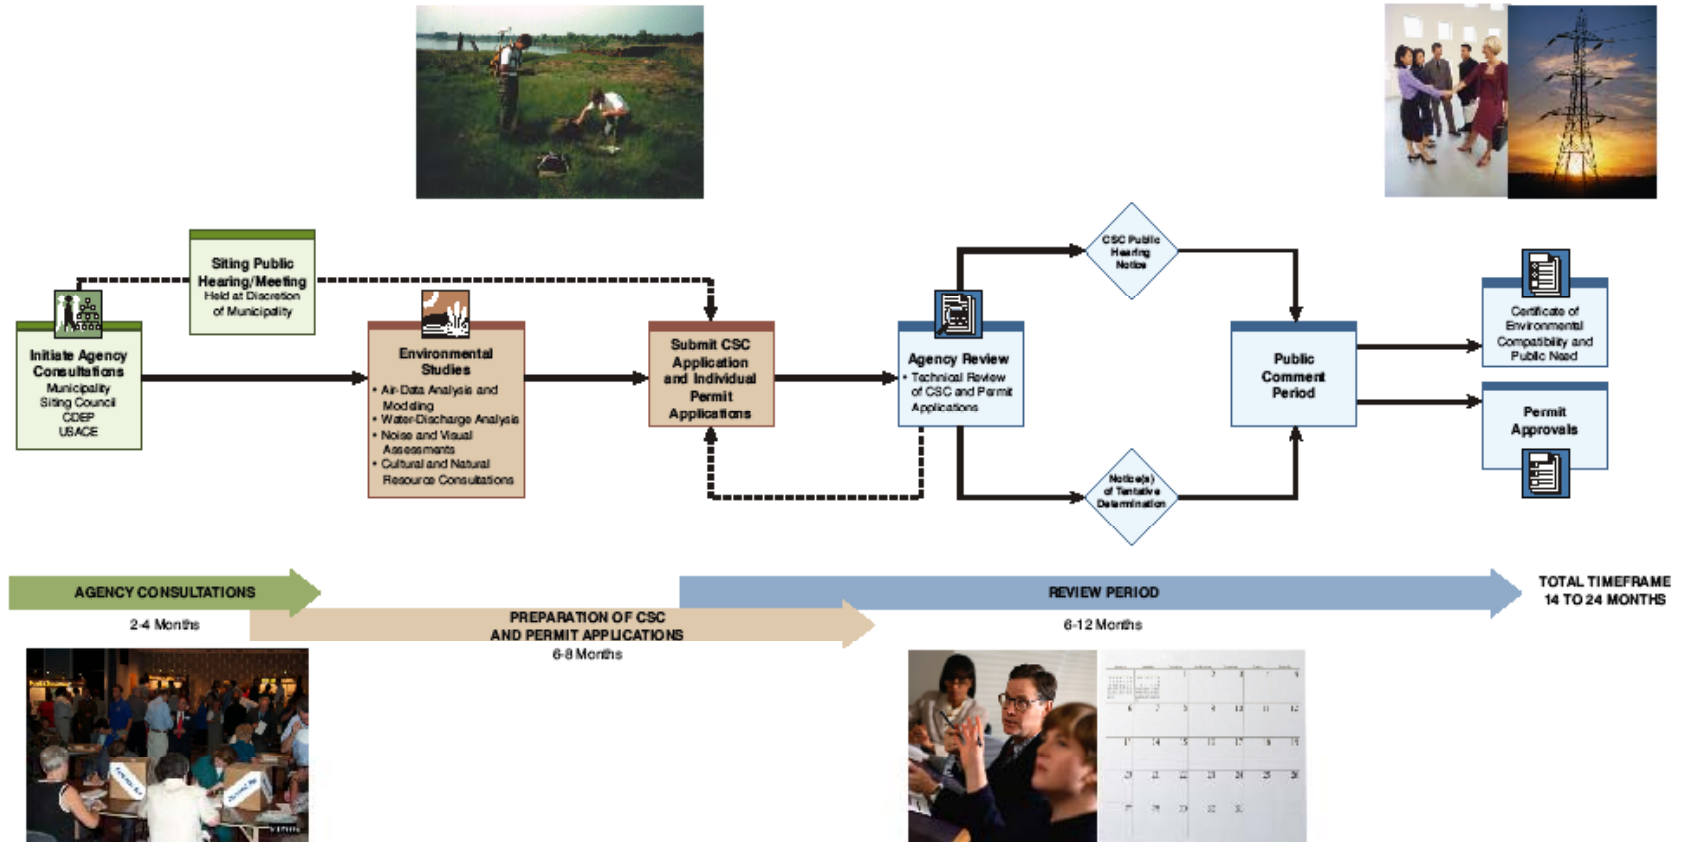 Siting Public
Hearing/Meeting
Held at Discretion
of Municipality
Initiate Agency
Consultations
Municipality
Siting Council
CDEP
USACE
Environmental
Studies
• Air-Data Analysis and
Modeling
• Water-Discharge Analysis
• Noise and Visual
Assessments
• Cultural and Natural
Resource Consultations
Submit CSC
Application
and Individual
Permit
Applications
Agency Review
• Technical Review
of CSC and Permit
Applications
CSC Public
Hearing
Notice
Notice(s)
of Tentative
Determination
Public
Comment
Period
Certificate of
Environmental
Compatibility and
Public Need
Permit
Approvals
AGENCY CONSULTATIONS
2-4 Months
PREPARATION OF CSC
AND PERMIT APPLICATIONS
6-8 Months
REVIEW PERIOD
6-12 Months
TOTAL TIMEFRAME
14 TO 24 MONTHS